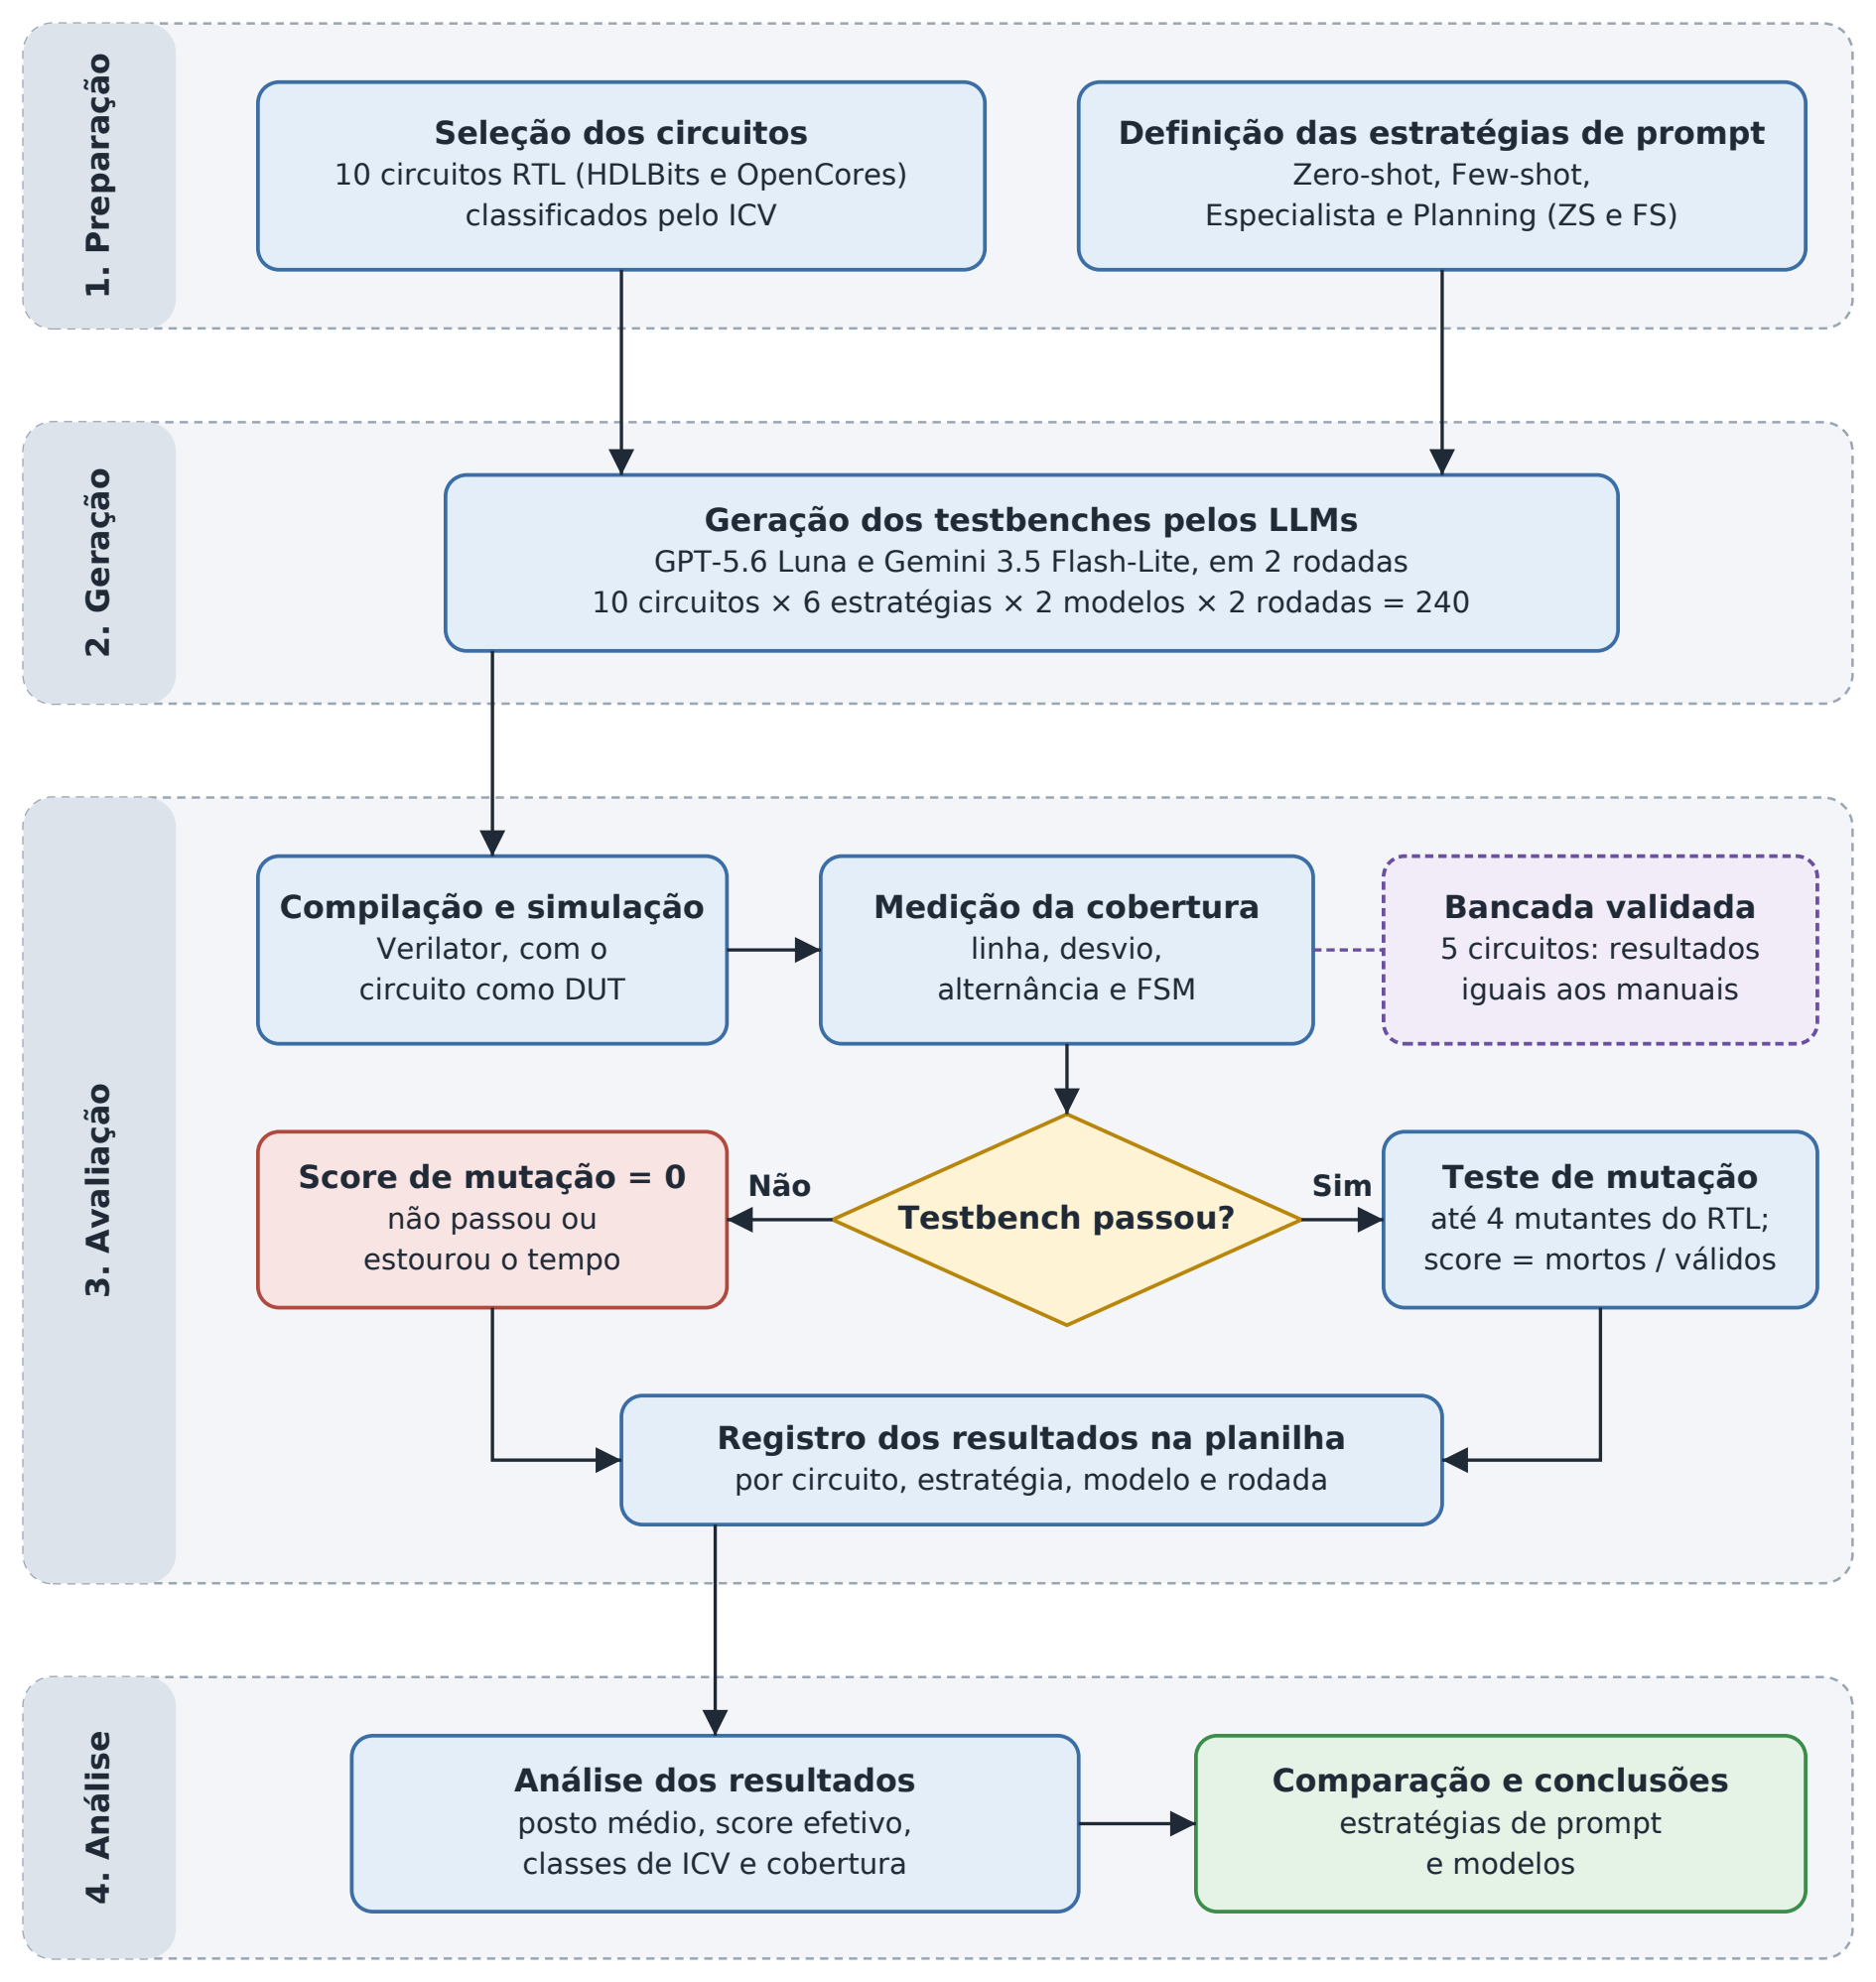 1. Preparação
Seleção dos circuitos
10 circuitos RTL (HDLBits e OpenCores)
classificados pelo ICV
Definição das estratégias de prompt
Zero-shot, Few-shot,
Especialista e Planning (ZS e FS)
2. Geração
Geração dos testbenches pelos LLMs
GPT-5.6 Luna e Gemini 3.5 Flash-Lite, em 2 rodadas
10 circuitos × 6 estratégias × 2 modelos × 2 rodadas = 240
3. Avaliação
Compilação e simulação
Verilator, com o
circuito como DUT
Medição da cobertura
linha, desvio,
alternância e FSM
Bancada validada
5 circuitos: resultados
iguais aos manuais
Score de mutação = 0
não passou ou
estourou o tempo
Não
Testbench passou?
Sim
Teste de mutação
até 4 mutantes do RTL;
score = mortos / válidos
Registro dos resultados na planilha
por circuito, estratégia, modelo e rodada
4. Análise
Análise dos resultados
posto médio, score efetivo,
classes de ICV e cobertura
Comparação e conclusões
estratégias de prompt
e modelos